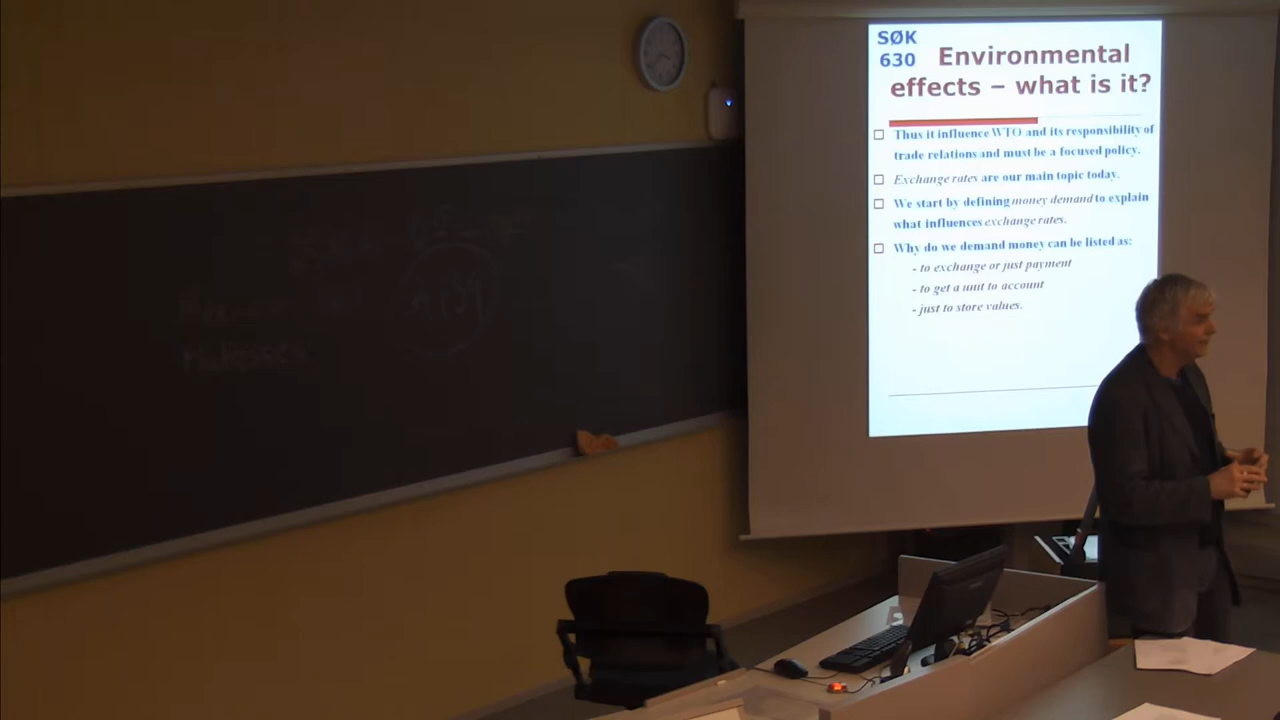 SØK
630
Environmental
effects – what is it?
Thus it influence WTO and its responsibility of
trade relations and must be a focused policy.
Exchange rates are our main topic today.
We start by defining money demand to explain
what influences exchange rates.
Why do we demand money can be listed as:
- to exchange or just payment
- to get a unit to account
- just to store values.